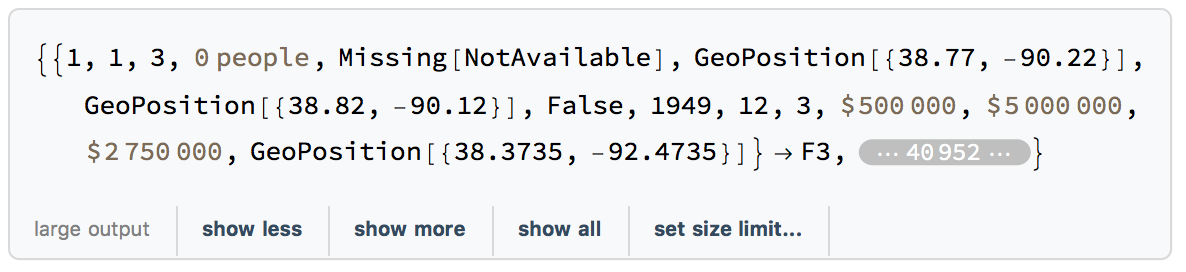 {{1, 1, 3, 0 people, Missing[NotAvailable], GeoPosition[{38.77, -90.22}],
GeoPosition[{38.82, -90.12}], False, 1949, 12, 3, $500 000, $5 000 000,
$2 750 000, GeoPosition[{38.3735, -92.4735}]} → F3, ⋯ 40 952 ⋯ }
large output show less show more show all set size limit...